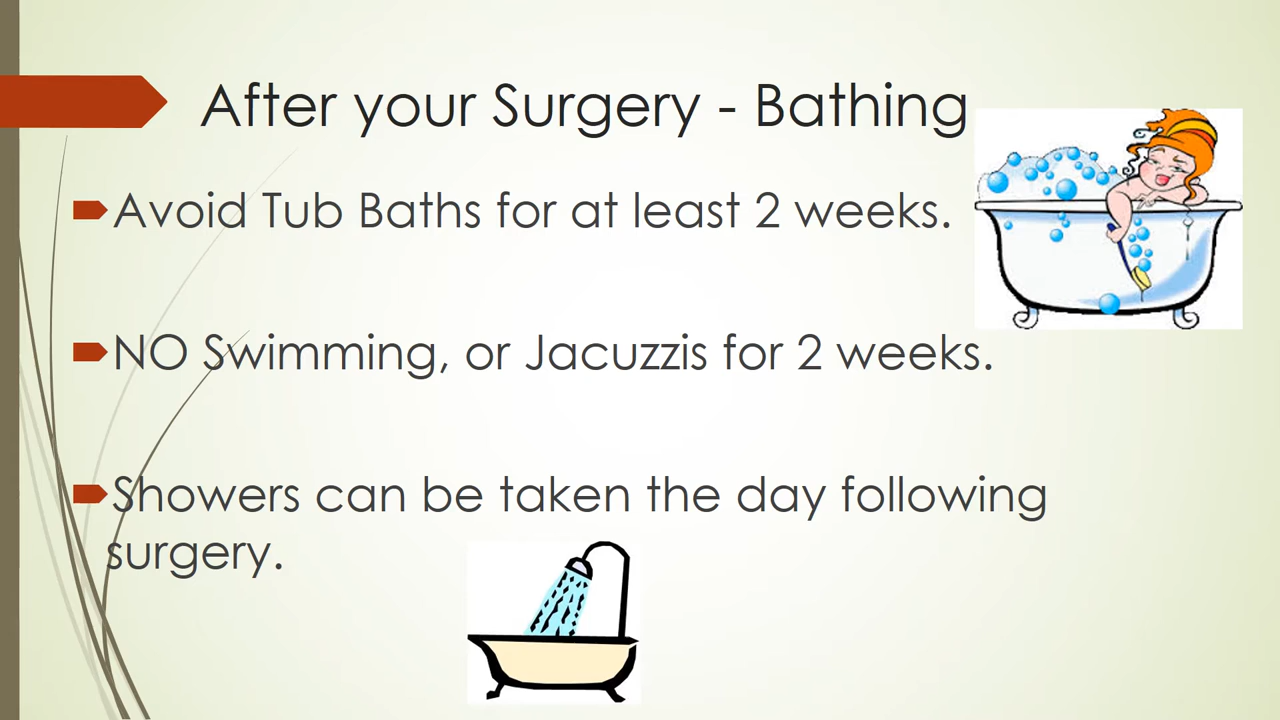 After your Surgery - Bathing
Avoid Tub Baths for at least 2 weeks.
NO Swimming, or Jacuzzis for 2 weeks.
Showers can be taken the day following
surgery.